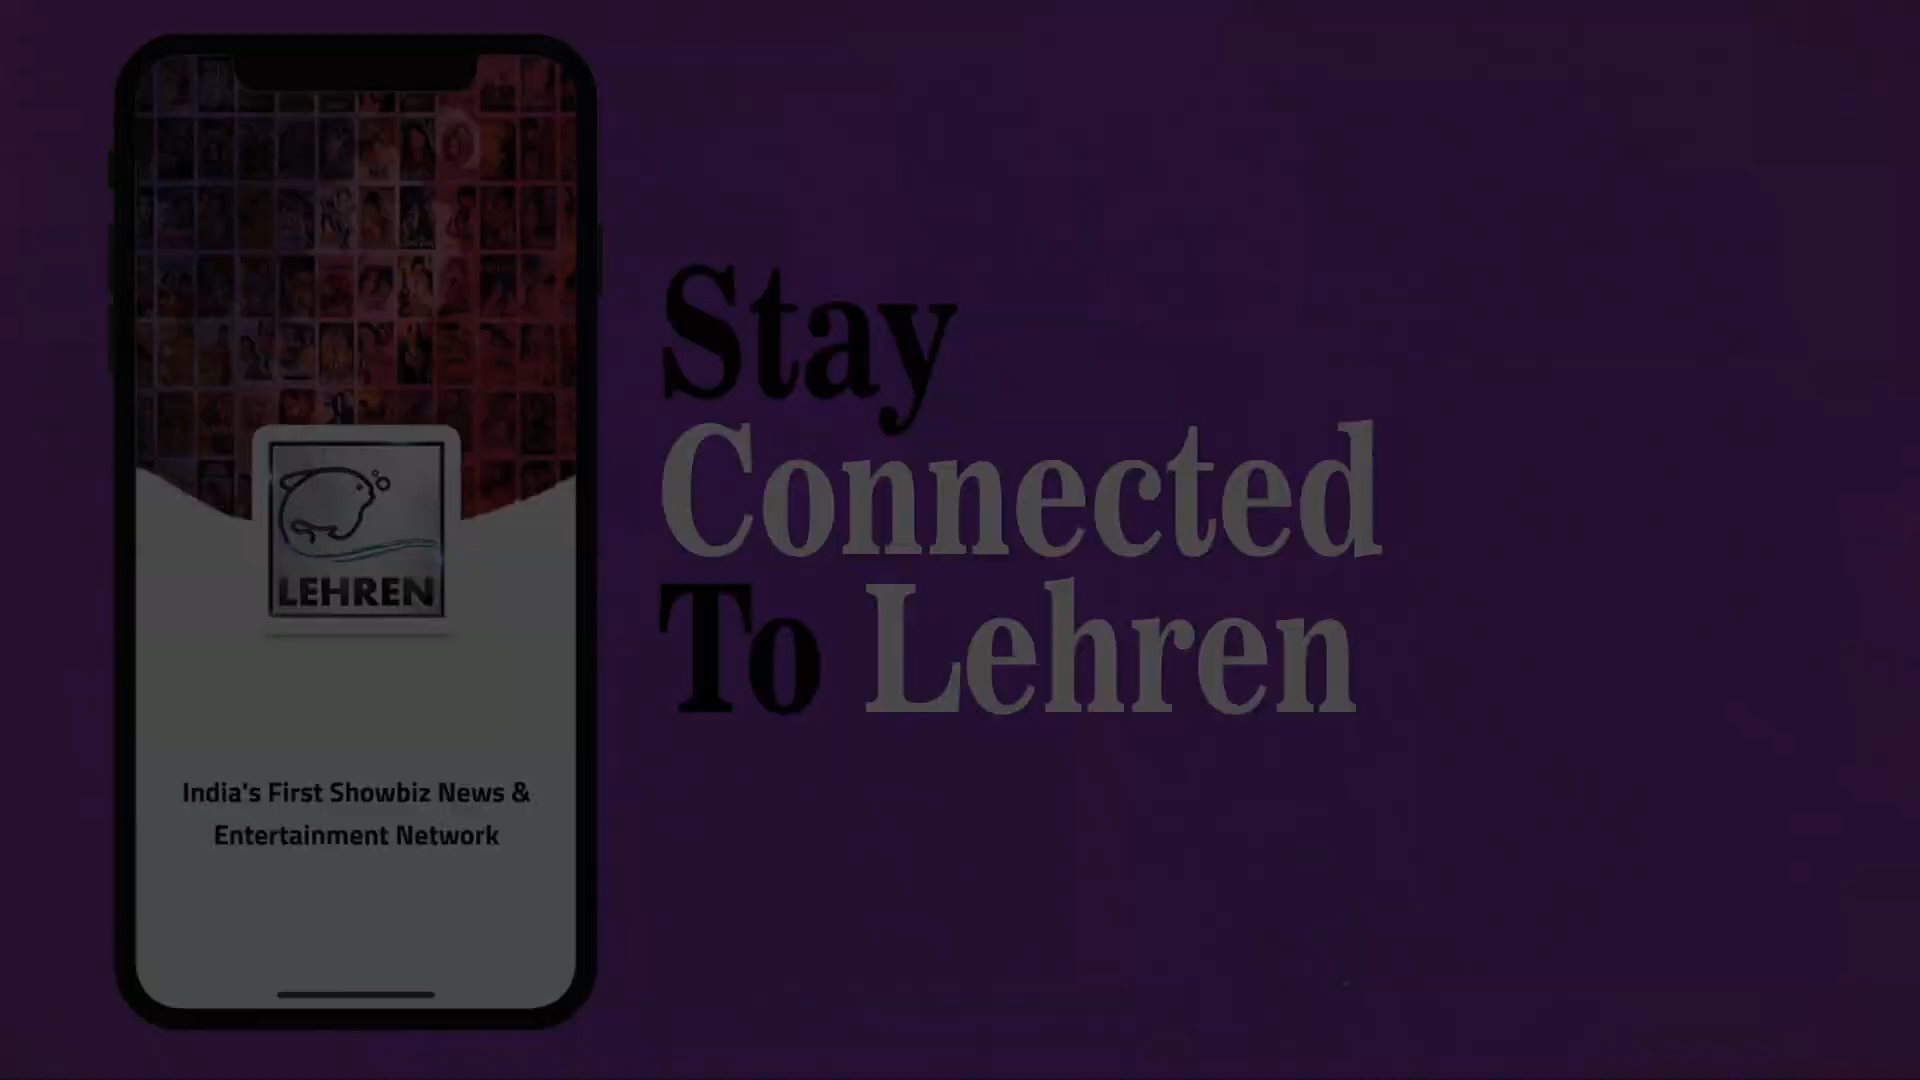 LEHREN
India's First Showbiz News &
Entertainment Network
Stay
Connected
To Lehren